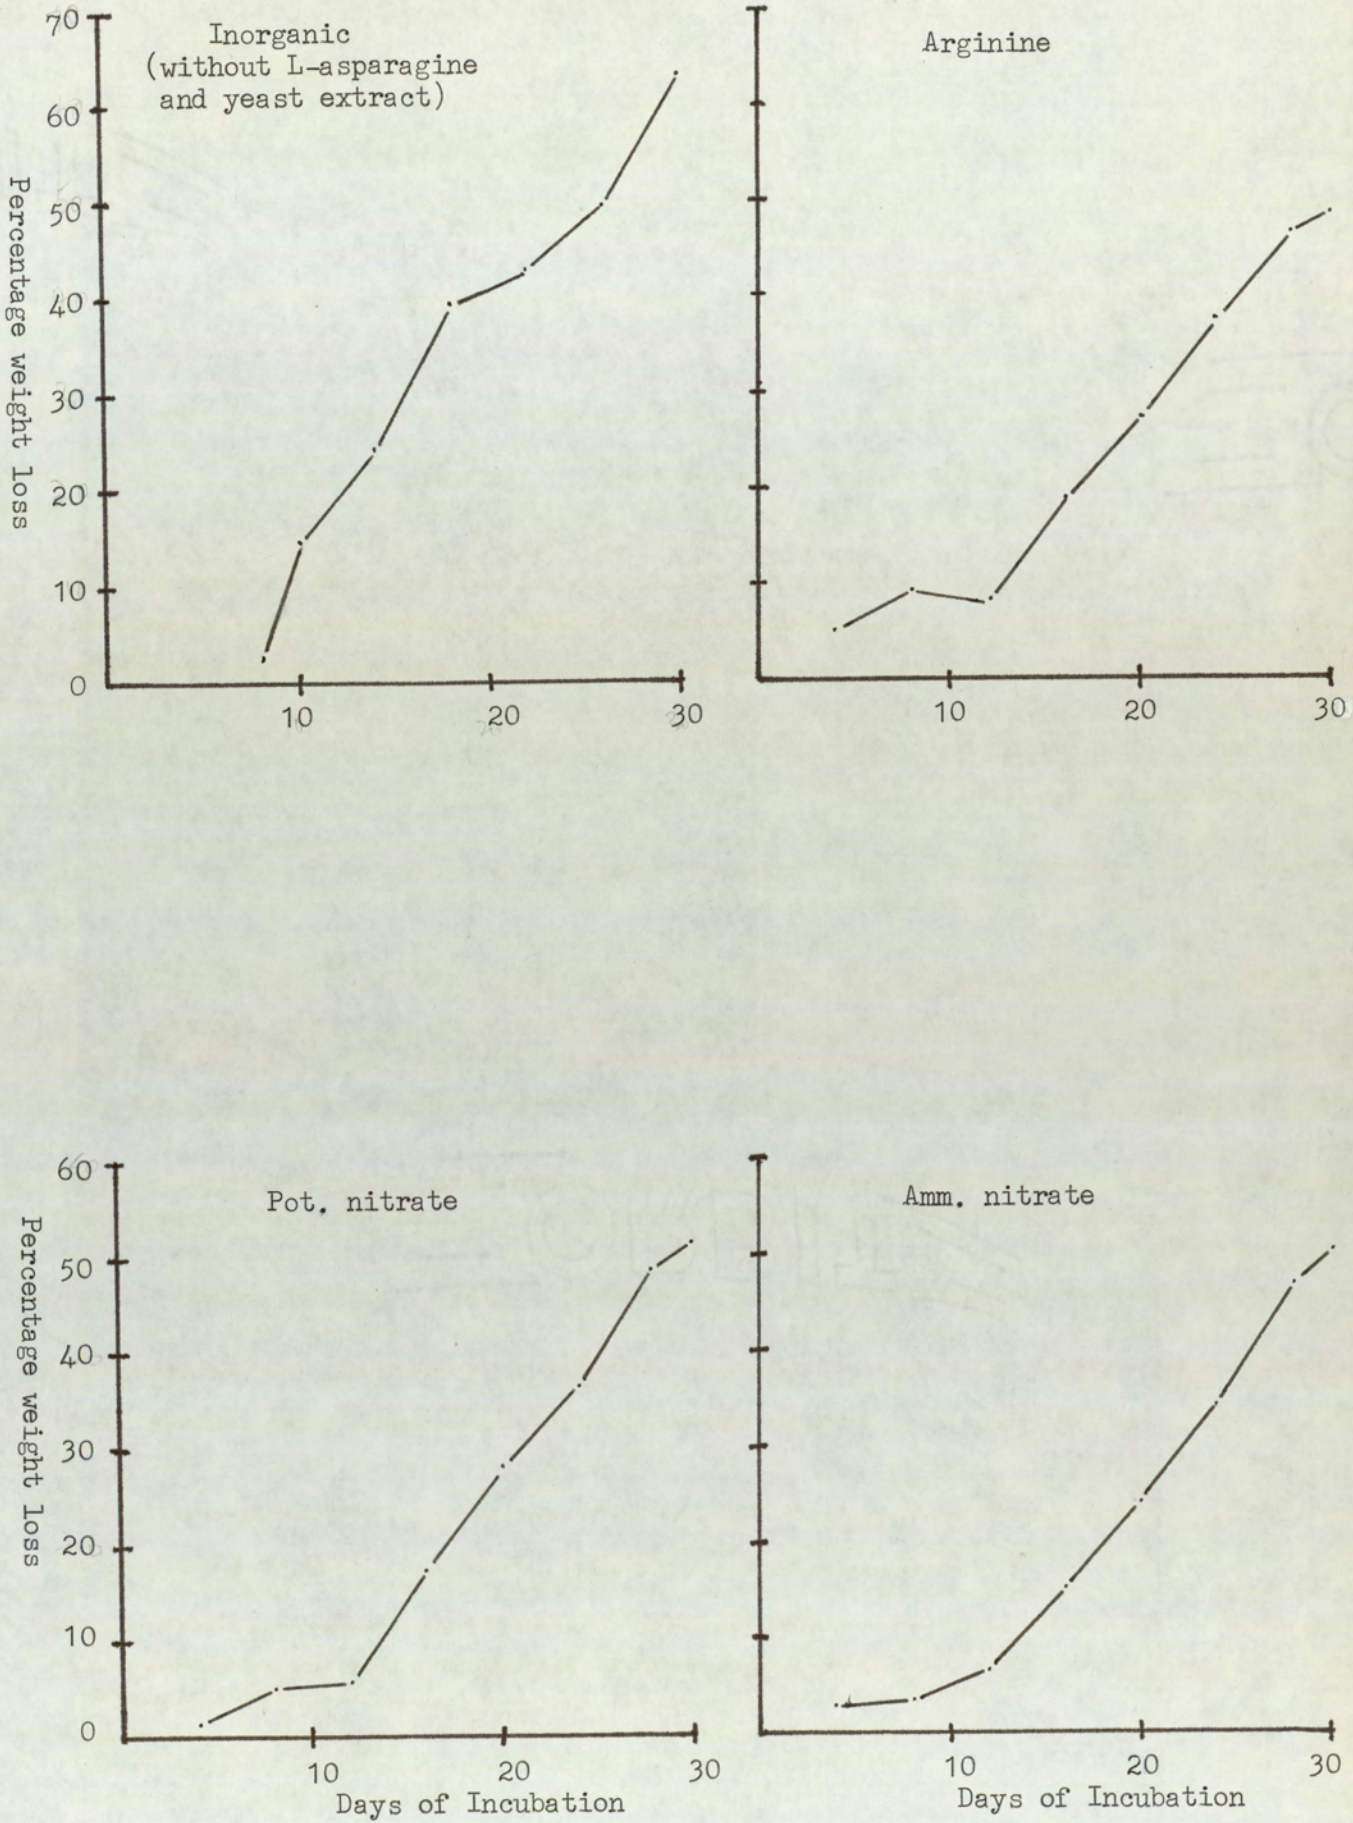 70
60
50
40
30
20
10
0
Percentage weight loss
Inorganic
(without L-asparagine
and yeast extract)
10
20
30
Arginine
10
20
30
60
50
40
30
20
10
0
Percentage weight loss
Pot. nitrate
10
20
30
Days of Incubation
Amm. nitrate
10
20
30
Days of Incubation